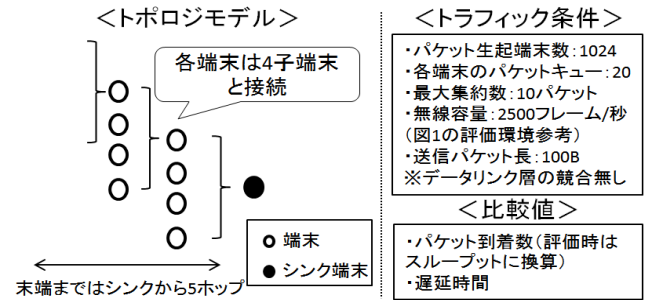 ＜トポロジモデル＞
各端末は4子端末
と接続
端末
シンク端末
末端まではシンクから5ホップ
＜トラフィック条件＞
・パケット生起端末数：1024
・各端末のパケットキュー：20
・最大集約数：10パケット
・無線容量：2500フレーム/秒
（図1の評価環境参考）
・送信パケット長：100B
※データリンク層の競合無し
＜比較値＞
・パケット到着数（評価時は
スループットに換算）
・遅延時間